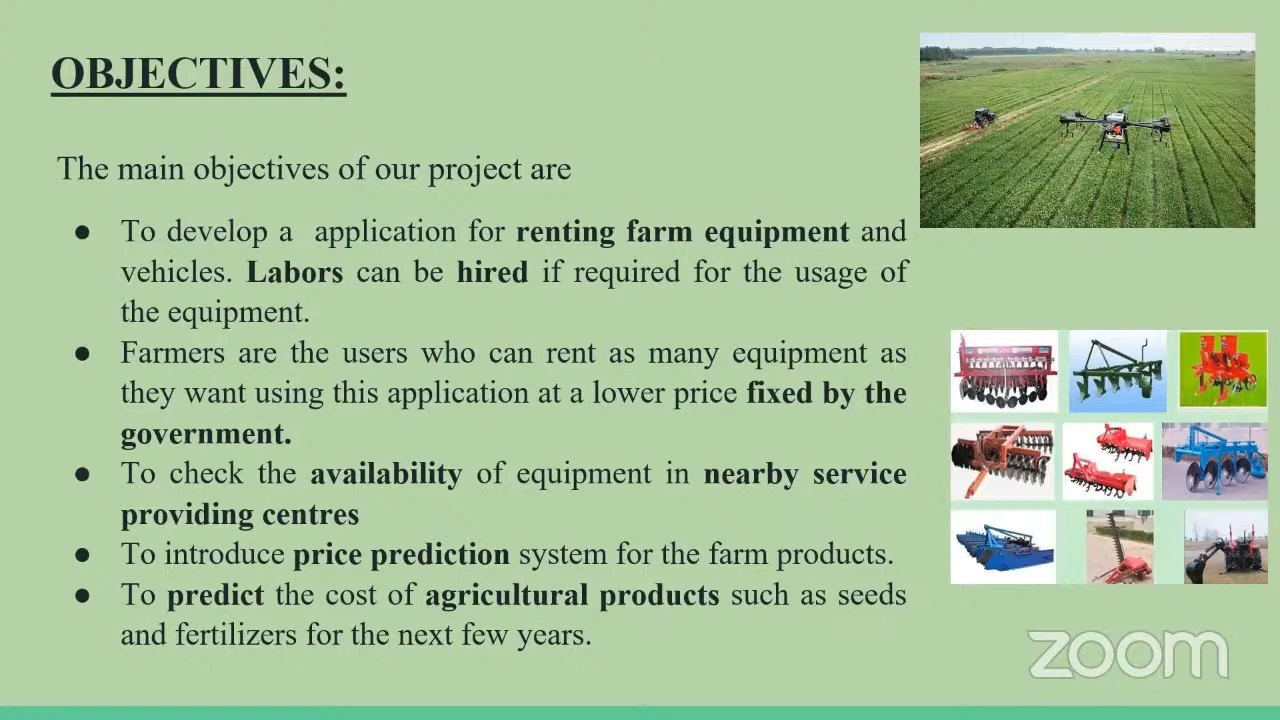 OBJECTIVES:
The main objectives of our project are
● To develop a  application for renting farm equipment and
vehicles. Labors can be hired if required for the usage of
the equipment.
● Farmers are the users who can rent as many equipment as
they want using this application at a lower price fixed by the
government.
● To check the availability of equipment in nearby service
providing centres
● To introduce price prediction system for the farm products.
● To predict the cost of agricultural products such as seeds
and fertilizers for the next few years.
zoom